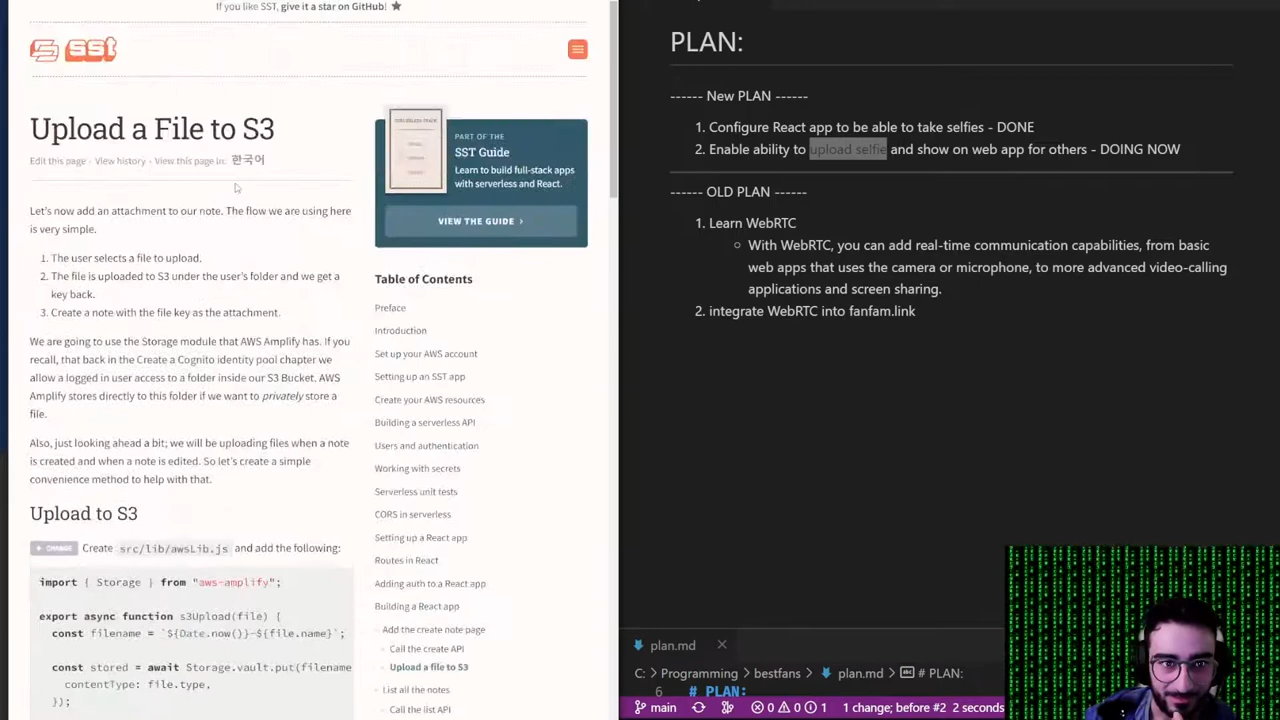 If you like SST, give it a star on GitHub! ★
sst
Upload a File to S3
Edit this page · View history · View this page in: 한국어
Let's now add an attachment to our note. The flow we are using here
is very simple.
1. The user selects a file to upload.
2. The file is uploaded to S3 under the user's folder and we get a
key back.
3. Create a note with the file key as the attachment.
We are going to use the Storage module that AWS Amplify has. If you
recall, that back in the Create a Cognito identity pool chapter we
allow a logged in user access to a folder inside our S3 Bucket. AWS
Amplify stores directly to this folder if we want to privately store a
file.
Also, just looking ahead a bit; we will be uploading files when a note
is created and when a note is edited. So let's create a simple
convenience method to help with that.
Upload to S3
CHANGE Create src/lib/awsLib.js and add the following:
import { Storage } from "aws-amplify";
export async function s3Upload(file) {
const filename = `${Date.now()}-${file.name}`;
const stored = await Storage.vault.put(filename
contentType: file.type,
});
PART OF THE
SST Guide
Learn to build full-stack apps
with serverless and React.
VIEW THE GUIDE ›
Table of Contents
Preface
Introduction
Set up your AWS account
Setting up an SST app
Create your AWS resources
Building a serverless API
Users and authentication
Working with secrets
Serverless unit tests
CORS in serverless
Setting up a React app
Routes in React
Adding auth to a React app
Building a React app
Add the create note page
Call the create API
Upload a file to S3
List all the notes
Call the list API
PLAN:
------ New PLAN ------
1. Configure React app to be able to take selfies - DONE
2. Enable ability to upload selfie and show on web app for others - DOING NOW
------ OLD PLAN ------
1. Learn WebRTC
○ With WebRTC, you can add real-time communication capabilities, from basic
web apps that uses the camera or microphone, to more advanced video-calling
applications and screen sharing.
2. integrate WebRTC into fanfam.link
plan.md ×
C: > Programming > bestfans > plan.md > # PLAN:
6 # PLAN:
main 0 0 1 1 change; before #2 2 seconds